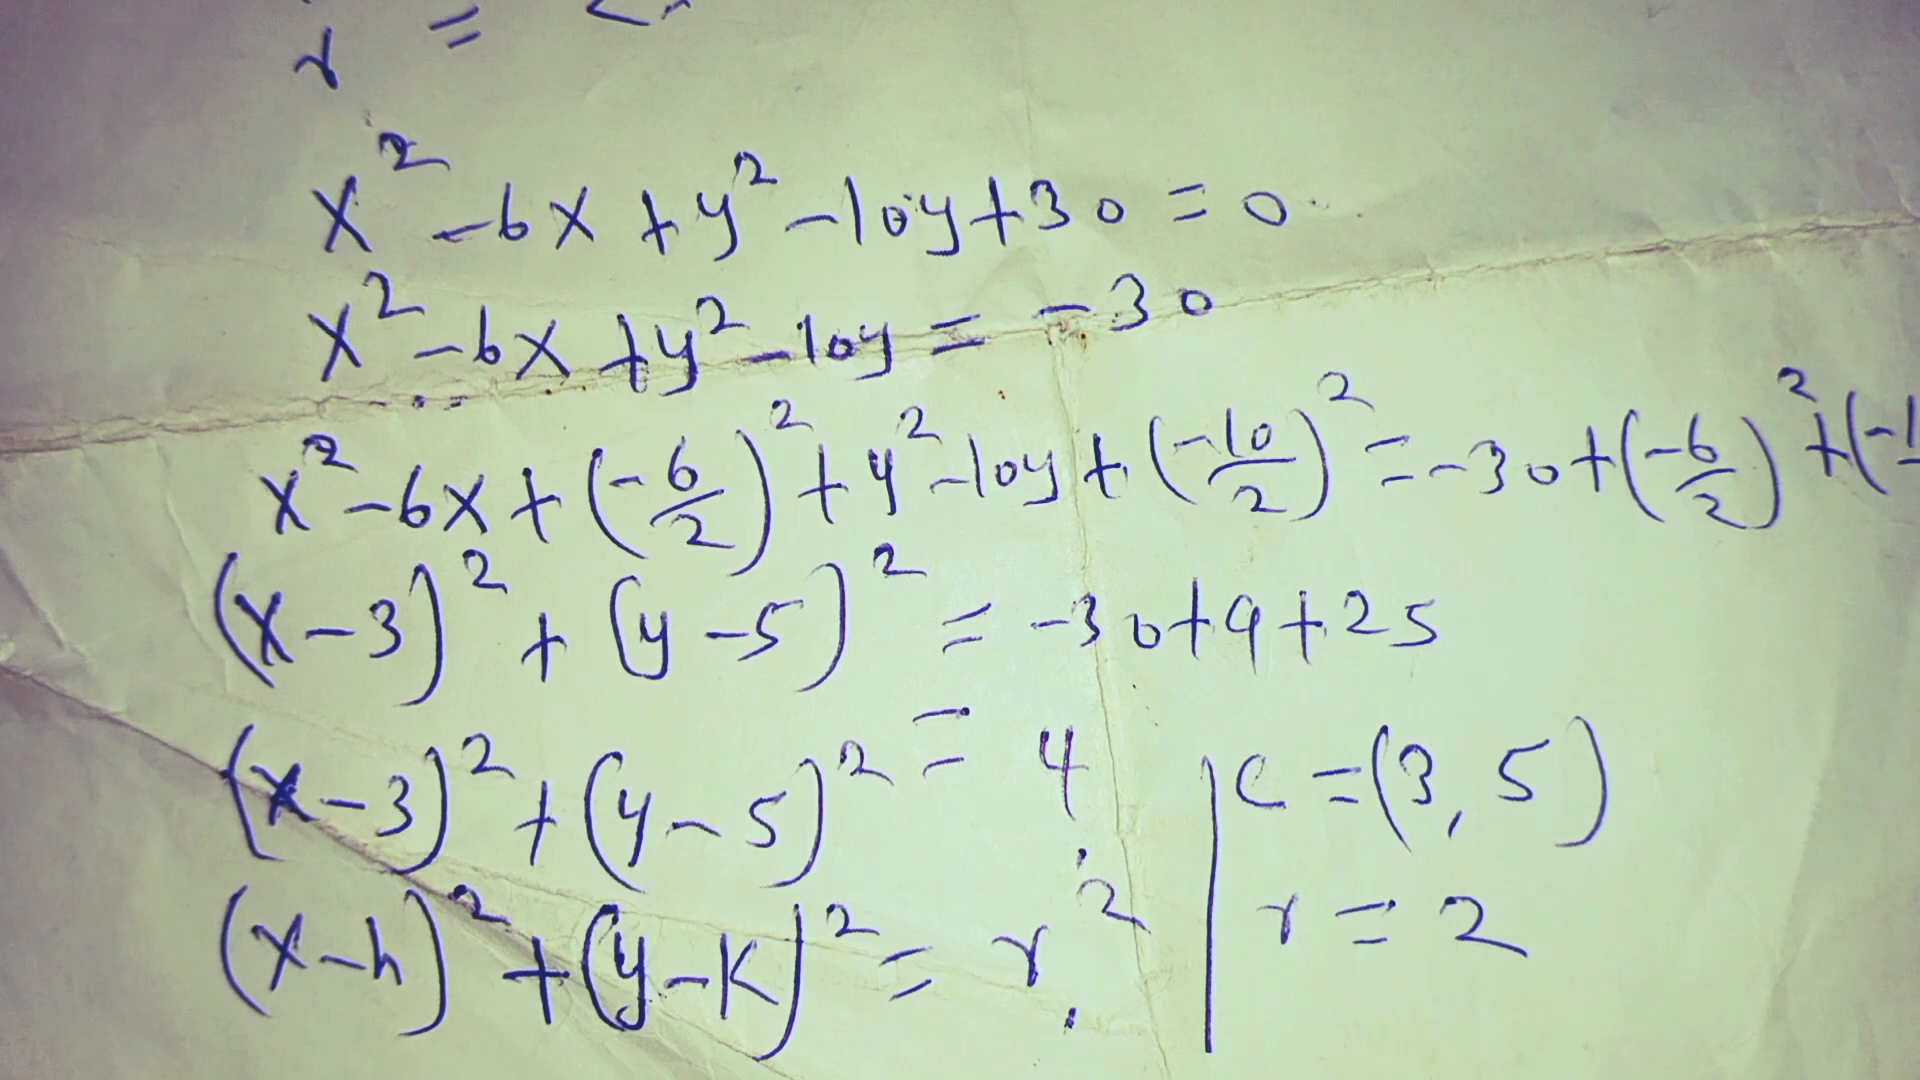 r =
x² - 6x + y² - 10y + 30 = 0
x² - 6x + y² - 10y = -30
x² - 6x + (-6/2)² + y² - 10y + (-10/2)² = -30 + (-6/2)² + (-1
(x - 3)² + (y - 5)² = -30 + 9 + 25
(x - 3)² + (y - 5)² = 4
(x - h)² + (y - k)² = r²
c = (3, 5)
r = 2